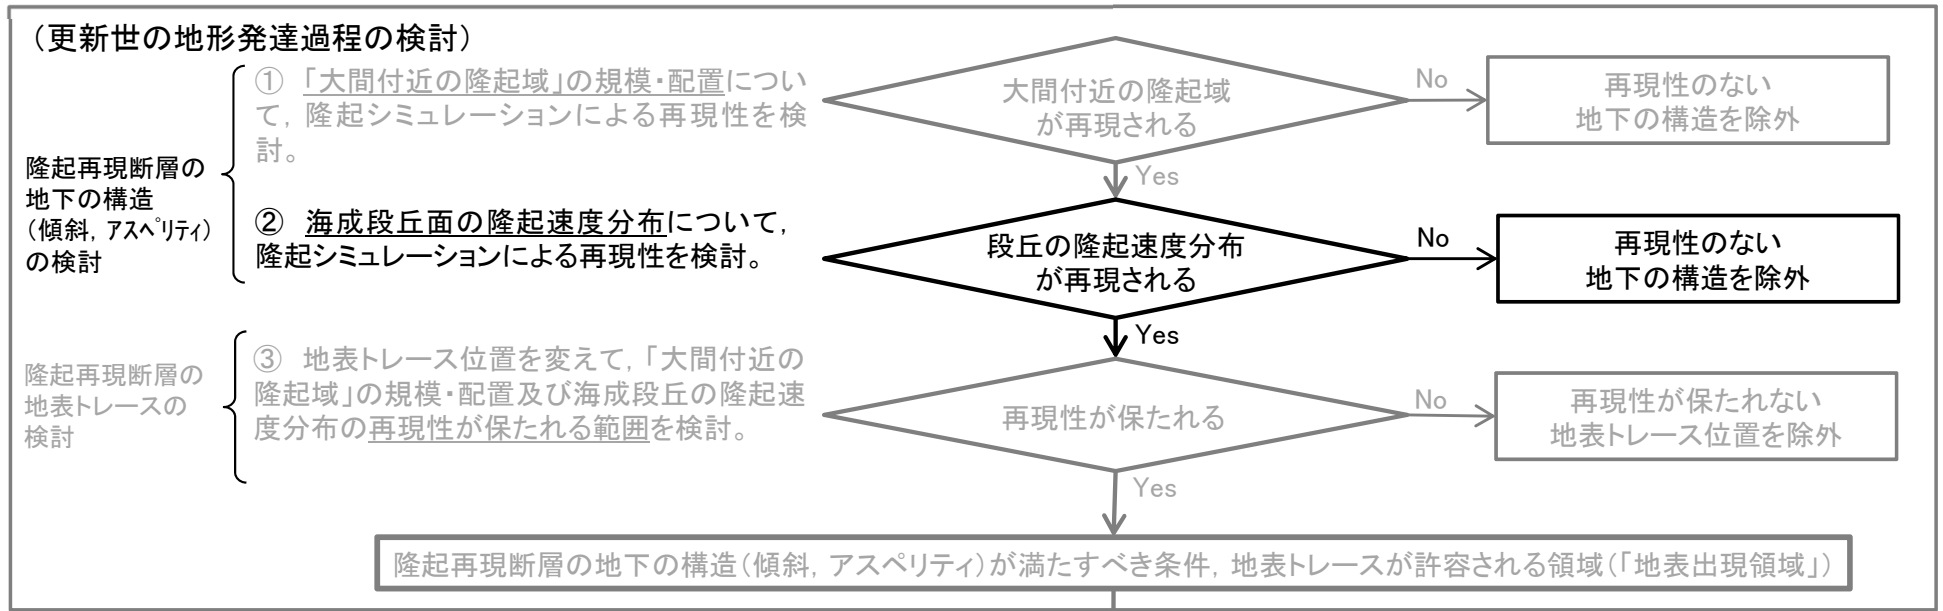 （更新世の地形発達過程の検討）
① 「大間付近の隆起域」の規模・配置につい
て，隆起シミュレーションによる再現性を検
討。
大間付近の隆起域
が再現される
No
再現性のない
地下の構造を除外
Yes
隆起再現断層の
地下の構造
（傾斜，アスペリティ）
の検討
② 海成段丘面の隆起速度分布について，
隆起シミュレーションによる再現性を検討。
段丘の隆起速度分布
が再現される
No
再現性のない
地下の構造を除外
Yes
隆起再現断層の
地表トレースの
検討
③ 地表トレース位置を変えて，「大間付近の
隆起域」の規模・配置及び海成段丘の隆起速
度分布の再現性が保たれる範囲を検討。
再現性が保たれる
No
再現性が保たれない
地表トレース位置を除外
Yes
隆起再現断層の地下の構造（傾斜，アスペリティ）が満たすべき条件，地表トレースが許容される領域（「地表出現領域」）